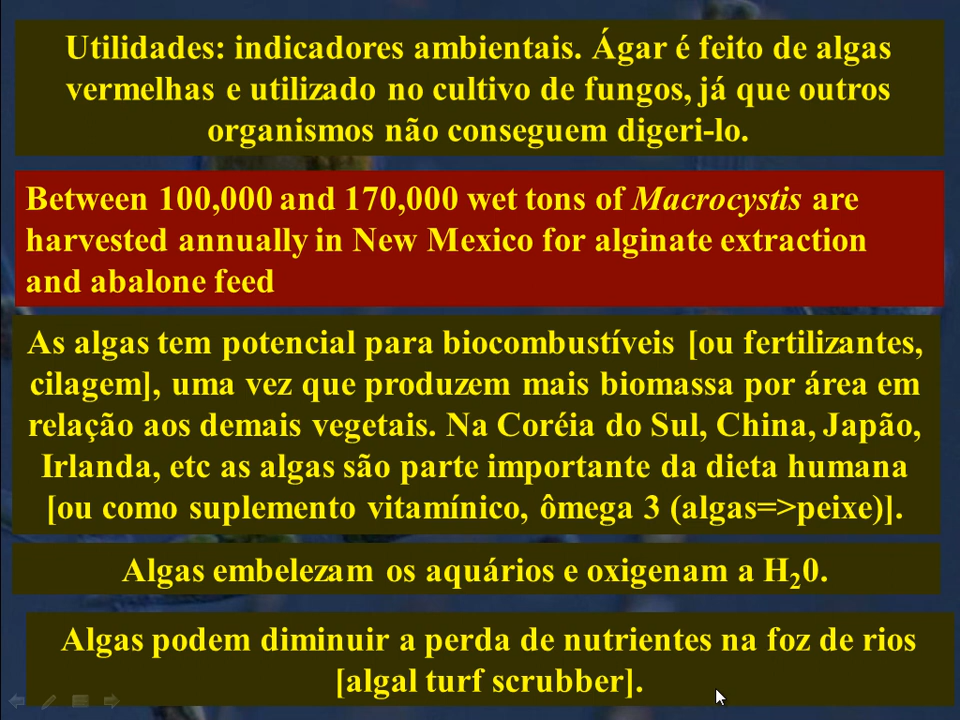 Utilidades: indicadores ambientais. Ágar é feito de algas
vermelhas e utilizado no cultivo de fungos, já que outros
organismos não conseguem digeri-lo.
Between 100,000 and 170,000 wet tons of Macrocystis are
harvested annually in New Mexico for alginate extraction
and abalone feed
As algas tem potencial para biocombustíveis [ou fertilizantes,
cilagem], uma vez que produzem mais biomassa por área em
relação aos demais vegetais. Na Coréia do Sul, China, Japão,
Irlanda, etc as algas são parte importante da dieta humana
[ou como suplemento vitamínico, ômega 3 (algas=>peixe)].
Algas embelezam os aquários e oxigenam a H₂0.
Algas podem diminuir a perda de nutrientes na foz de rios
[algal turf scrubber].